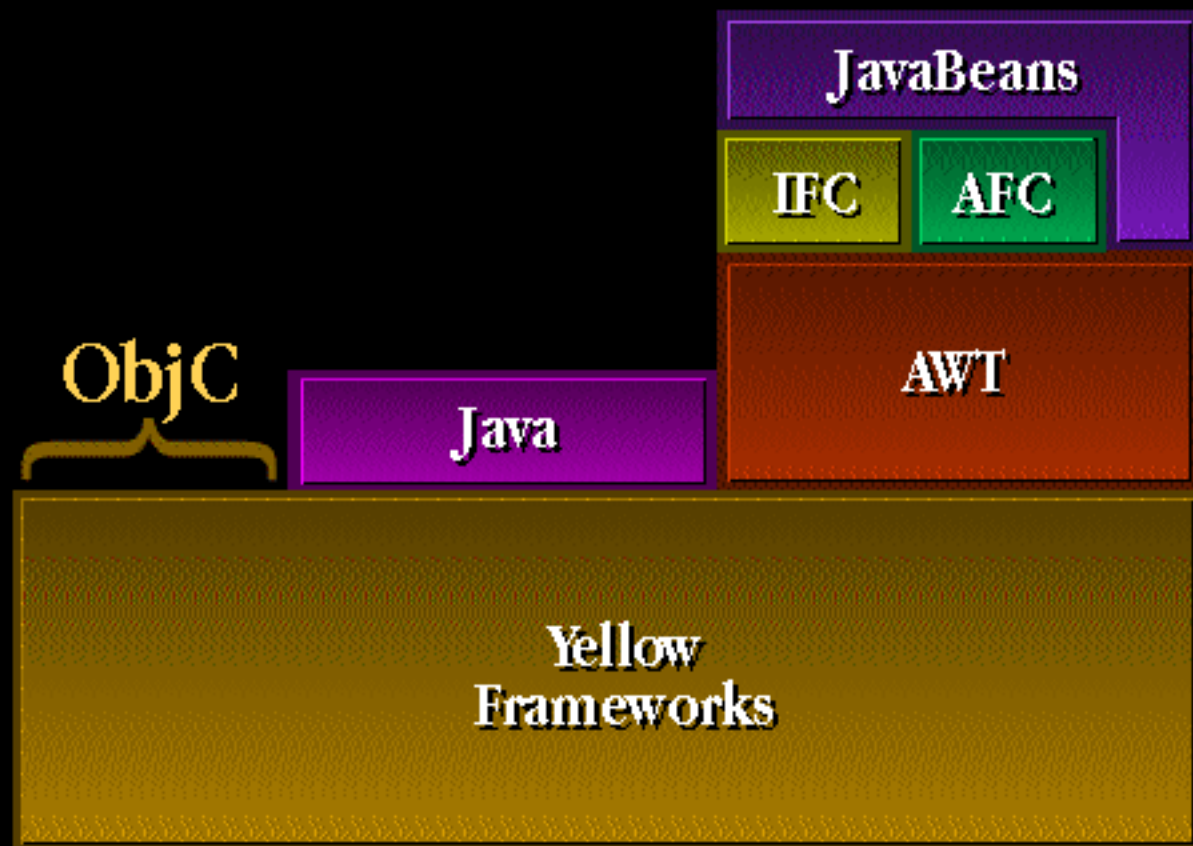 JavaBeans
IFC AFC
ObjC
Java
AWT
Yellow
Frameworks